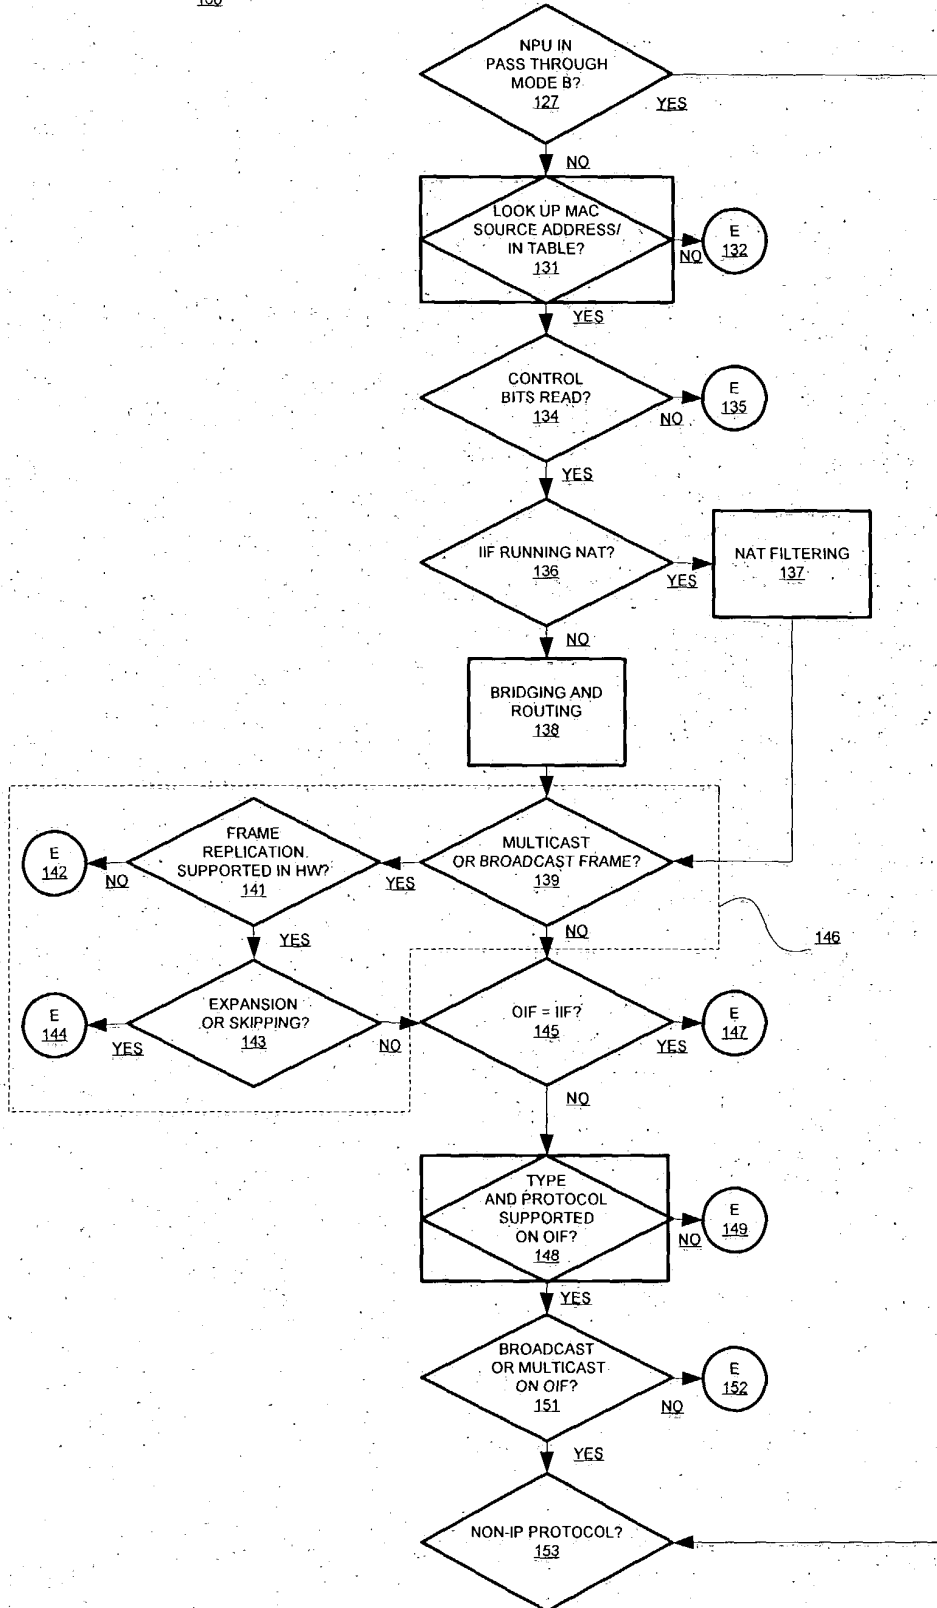 NPU IN
PASS THROUGH
MODE B?
127
YES
NO
LOOK UP MAC
SOURCE ADDRESS/
IN TABLE?
131
NO
E
132
YES
CONTROL
BITS READ?
134
NO
E
135
YES
IIF RUNNING NAT?
136
YES
NAT FILTERING
137
NO
BRIDGING AND
ROUTING
138
E
142
NO
FRAME
REPLICATION
SUPPORTED IN HW?
141
YES
MULTICAST
OR BROADCAST FRAME?
139
YES
NO
146
E
144
YES
EXPANSION
OR SKIPPING?
143
NO
OIF = IIF?
145
YES
E
147
NO
TYPE
AND PROTOCOL
SUPPORTED
ON OIF?
148
NO
E
149
YES
BROADCAST
OR MULTICAST
ON OIF?
151
NO
E
152
YES
NON-IP PROTOCOL?
153